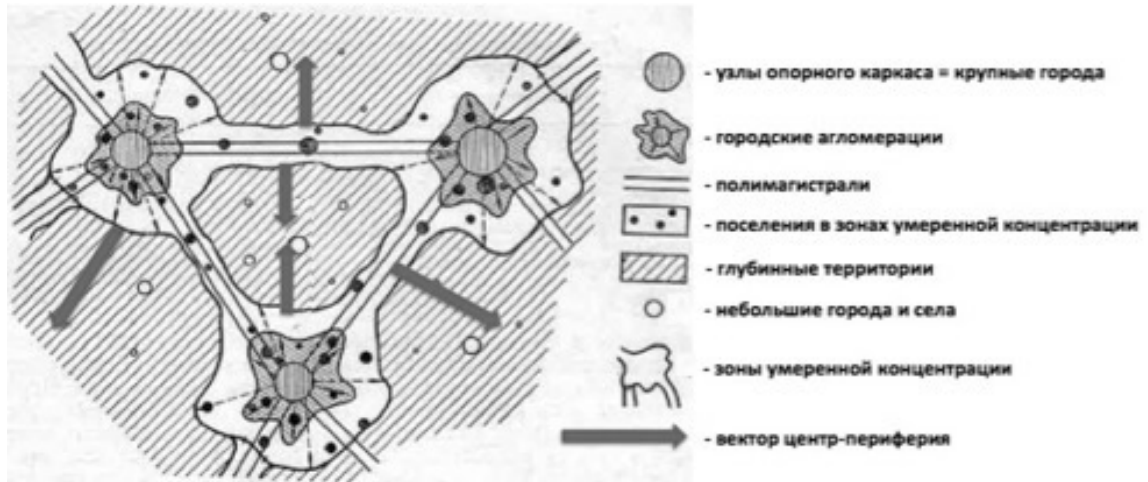 - узлы опорного каркаса = крупные города
- городские агломерации
- полимагистрали
- поселения в зонах умеренной концентрации
- глубинные территории
- небольшие города и села
- зоны умеренной концентрации
- вектор центр-периферия